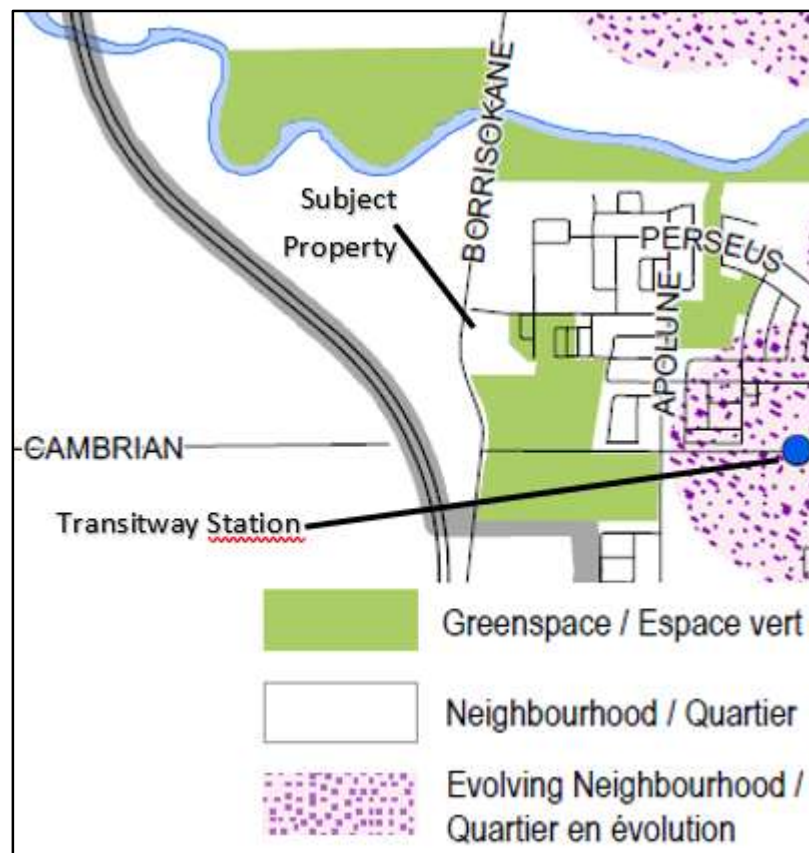 BORRISOKANE
Subject
Property
PERSEUS
APOLUNE
CAMBRIAN
Transitway Station
Greenspace / Espace vert
Neighbourhood / Quartier
Evolving Neighbourhood /
Quartier en évolution